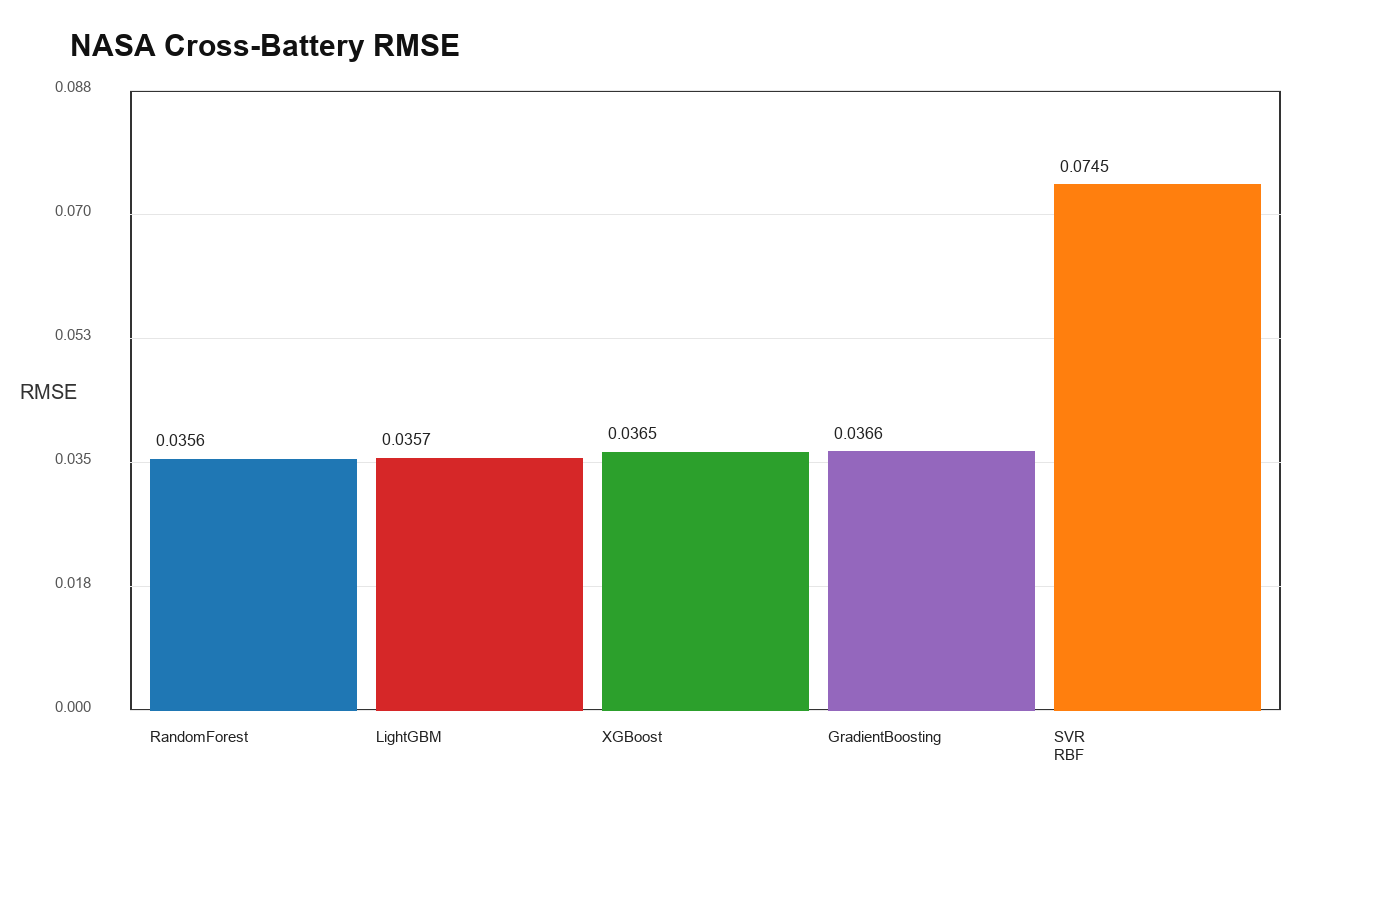 NASA Cross-Battery RMSE
0.088
0.0745
0.070
0.053
RMSE
0.0356
0.0357
0.0365
0.0366
0.035
0.018
0.000
RandomForest
LightGBM
XGBoost
GradientBoosting
SVR
RBF